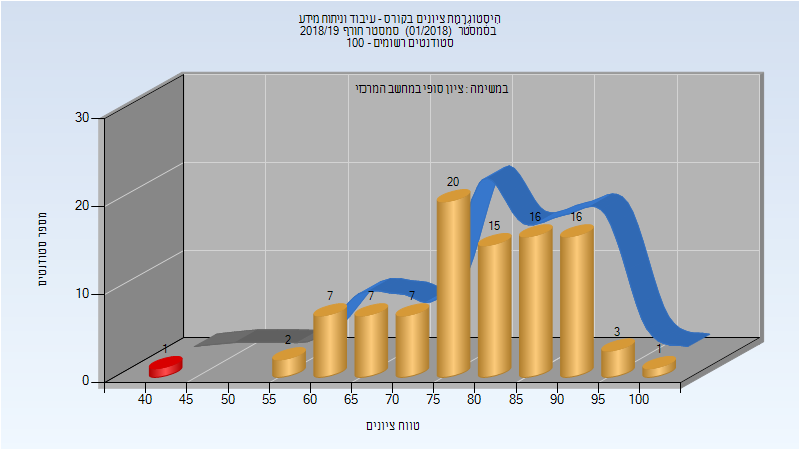 היסטוגרמת ציונים בקורס - עיבוד וניתוח מידע
בסמסטר (01/2018) סמסטר חורף 2018/19
סטודנטים רשומים - 100
במשימה : ציון סופי במחשב המרכזי
מספר סטודנטים
30
20
10
0
1
2
7
7
7
20
15
16
16
3
1
40 45 50 55 60 65 70 75 80 85 90 95 100
טווח ציונים